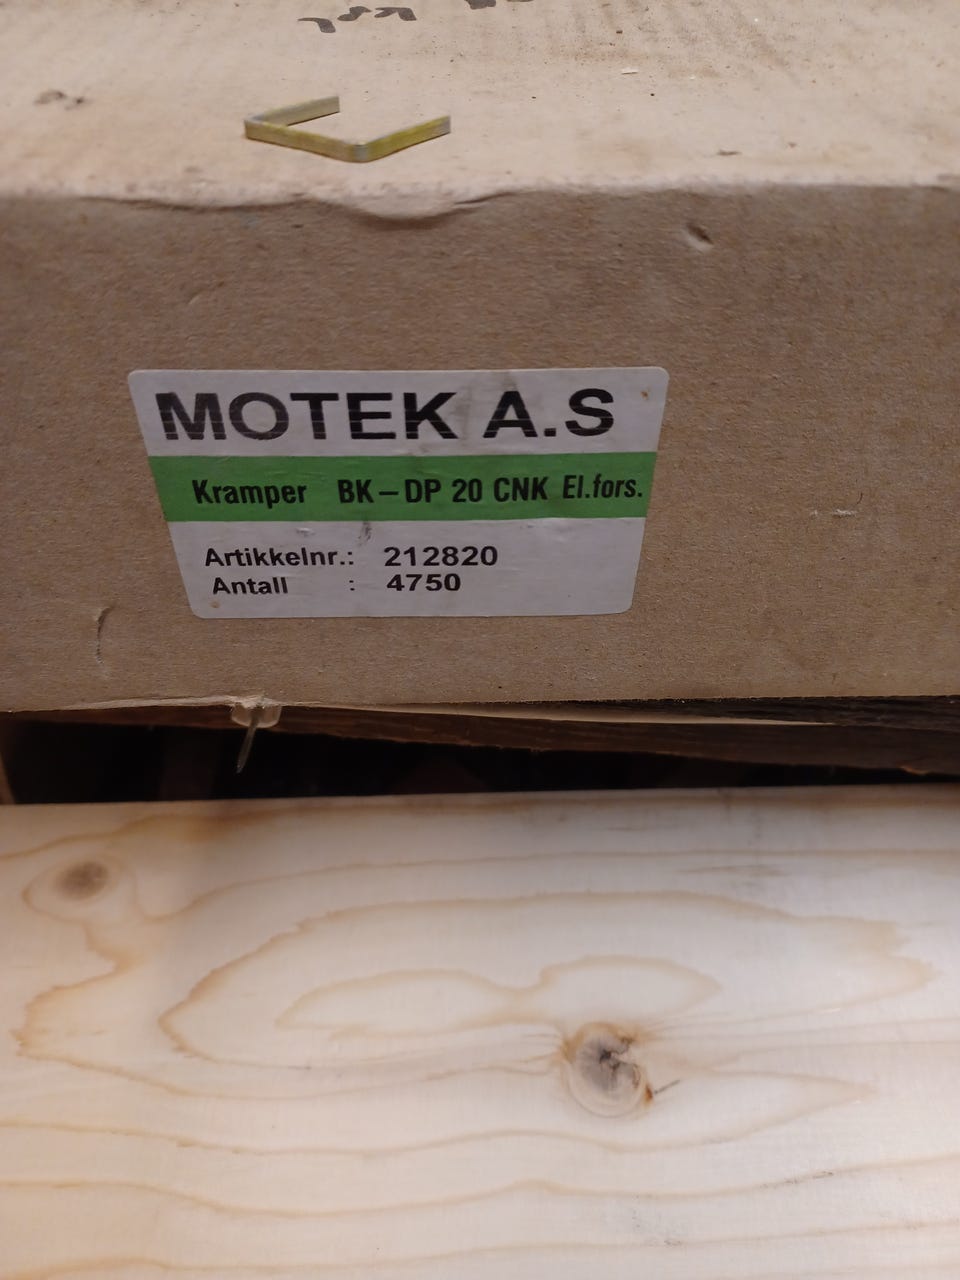 MOTEK A.S
Kramper BK-DP 20 CNK El.fors.
Artikkelnr.: 212820
Antall : 4750